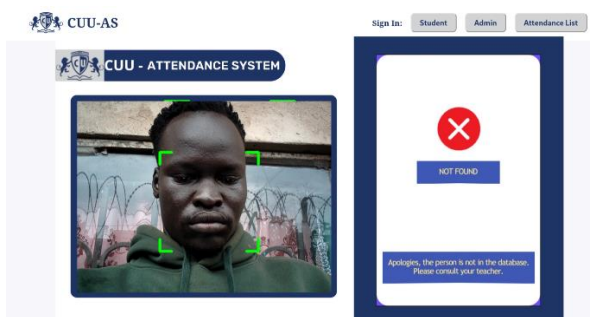 CUU-AS
Sign In:
Student
Admin
Attendance List
CUU - ATTENDANCE SYSTEM
NOT FOUND
Apologies, the person is not in the database.
Please consult your teacher.